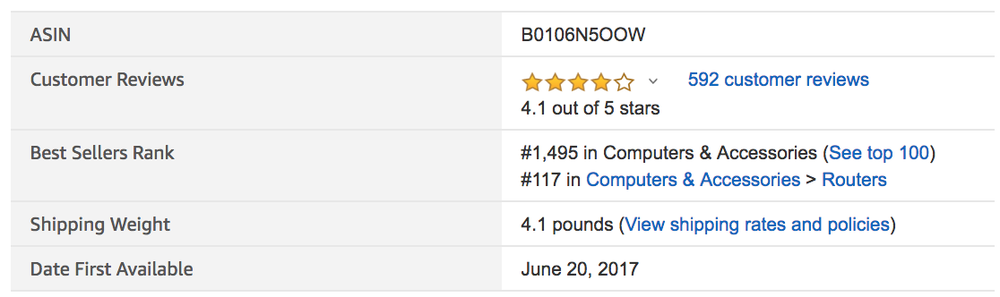 ASIN B0106N5OOW
Customer Reviews 592 customer reviews
4.1 out of 5 stars
Best Sellers Rank #1,495 in Computers & Accessories (See top 100)
#117 in Computers & Accessories > Routers
Shipping Weight 4.1 pounds (View shipping rates and policies)
Date First Available June 20, 2017